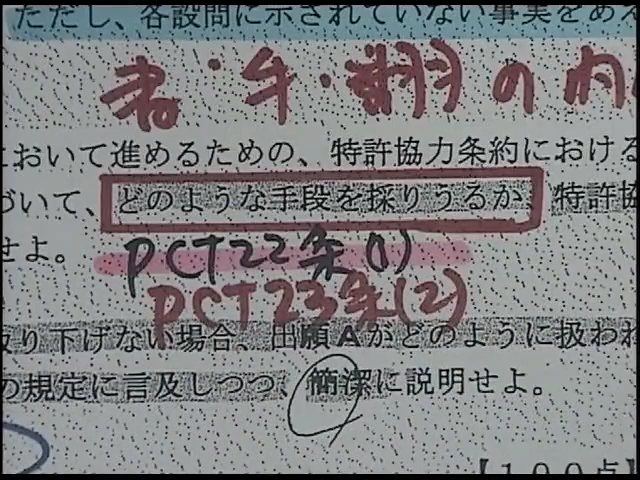 ただし、各設問に示されていない事実をあえ
者・手・期の内
において進めるための、特許協力条約における
づいて、どのような手段を採りうるか。特許協
せよ。
PCT22条(1)
PCT23条(2)
取り下げない場合、出願Aがどのように扱われ
の規定に言及しつつ、簡潔に説明せよ。
【100点】